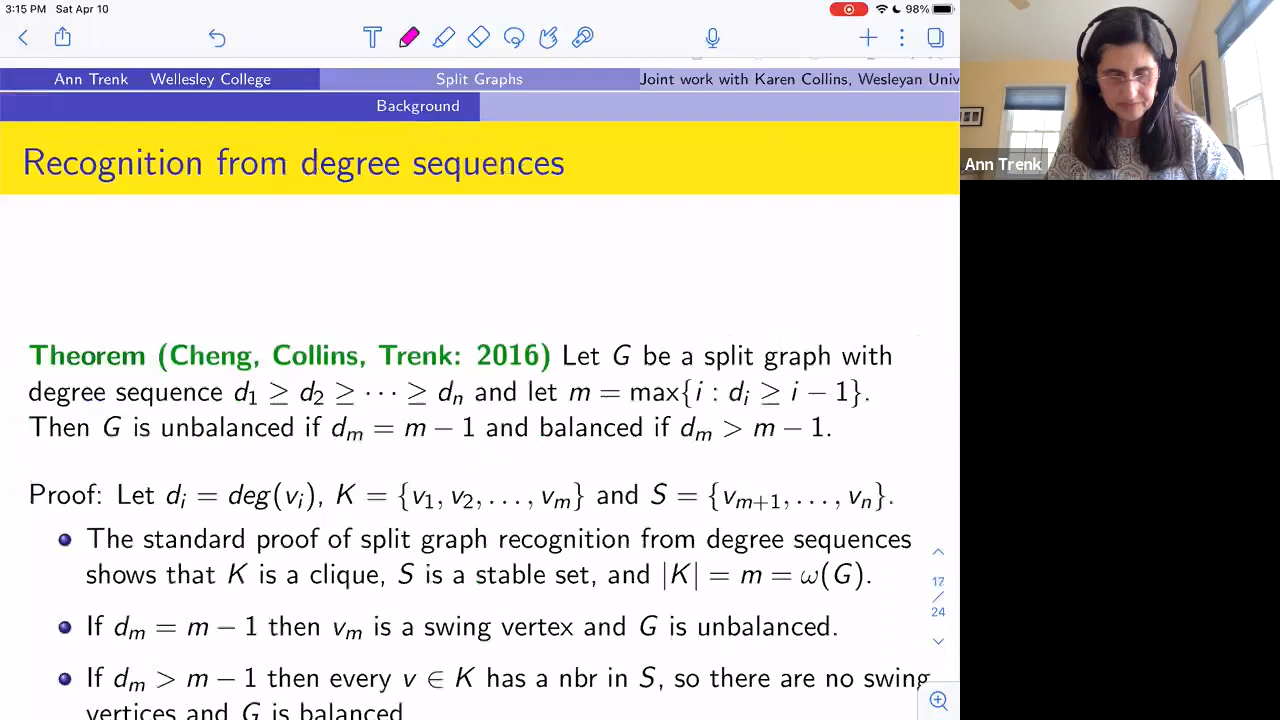 3:15 PM Sat Apr 10
98%
Ann Trenk Wellesley College Split Graphs Joint work with Karen Collins, Wesleyan Univ
Background
Recognition from degree sequences
Ann Trenk
Theorem (Cheng, Collins, Trenk: 2016) Let G be a split graph with
degree sequence d₁ ≥ d₂ ≥ ⋯ ≥ dₙ and let m = max{i : dᵢ ≥ i − 1}.
Then G is unbalanced if dₘ = m − 1 and balanced if dₘ > m − 1.
Proof: Let dᵢ = deg(vᵢ), K = {v₁, v₂, …, vₘ} and S = {vₘ₊₁, …, vₙ}.
The standard proof of split graph recognition from degree sequences
shows that K is a clique, S is a stable set, and |K| = m = ω(G).
If dₘ = m − 1 then vₘ is a swing vertex and G is unbalanced.
If dₘ > m − 1 then every v ∈ K has a nbr in S, so there are no swing
vertices and G is balanced
17
/
24